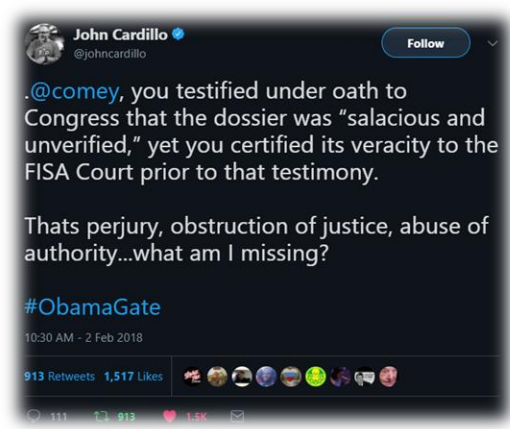 John Cardillo
@johncardillo
Follow
.@comey, you testified under oath to
Congress that the dossier was “salacious and
unverified,” yet you certified its veracity to the
FISA Court prior to that testimony.
Thats perjury, obstruction of justice, abuse of
authority...what am I missing?
#ObamaGate
10:30 AM - 2 Feb 2018
913 Retweets 1,517 Likes
111 913 1.5K